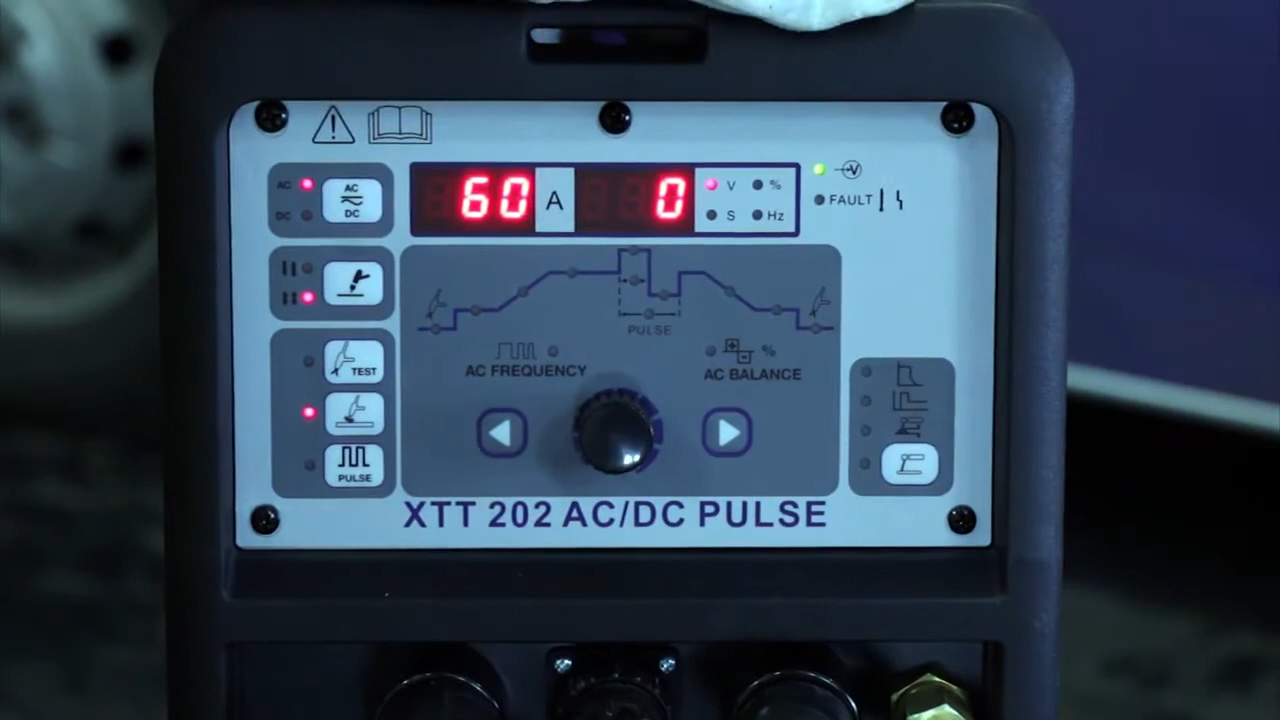 AC
AC
DC
DC
60 A 0
V %
S Hz
V
FAULT
TEST
PULSE
PULSE
%
AC FREQUENCY
AC BALANCE
XTT 202 AC/DC PULSE